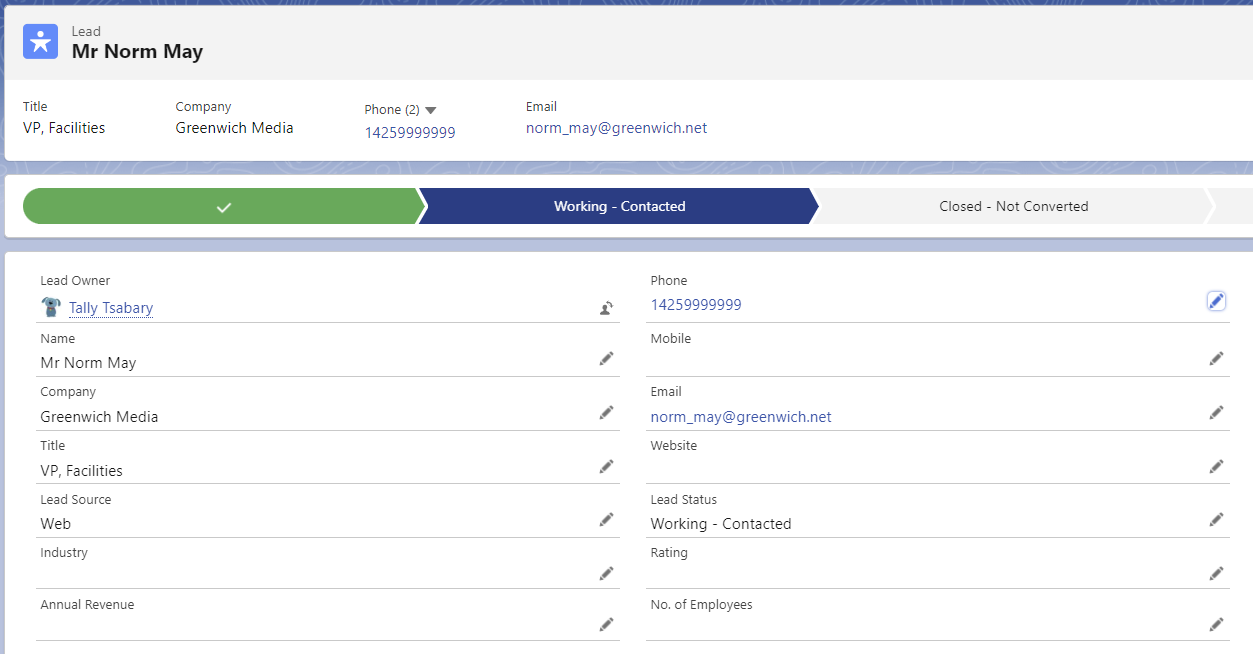 Lead
Mr Norm May
Title
Company
Phone (2)
Email
VP, Facilities
Greenwich Media
14259999999
norm_may@greenwich.net
Working - Contacted
Closed - Not Converted
Lead Owner
Phone
Tally Tsabary
14259999999
Name
Mobile
Mr Norm May
Company
Email
Greenwich Media
norm_may@greenwich.net
Title
Website
VP, Facilities
Lead Source
Lead Status
Web
Working - Contacted
Industry
Rating
Annual Revenue
No. of Employees